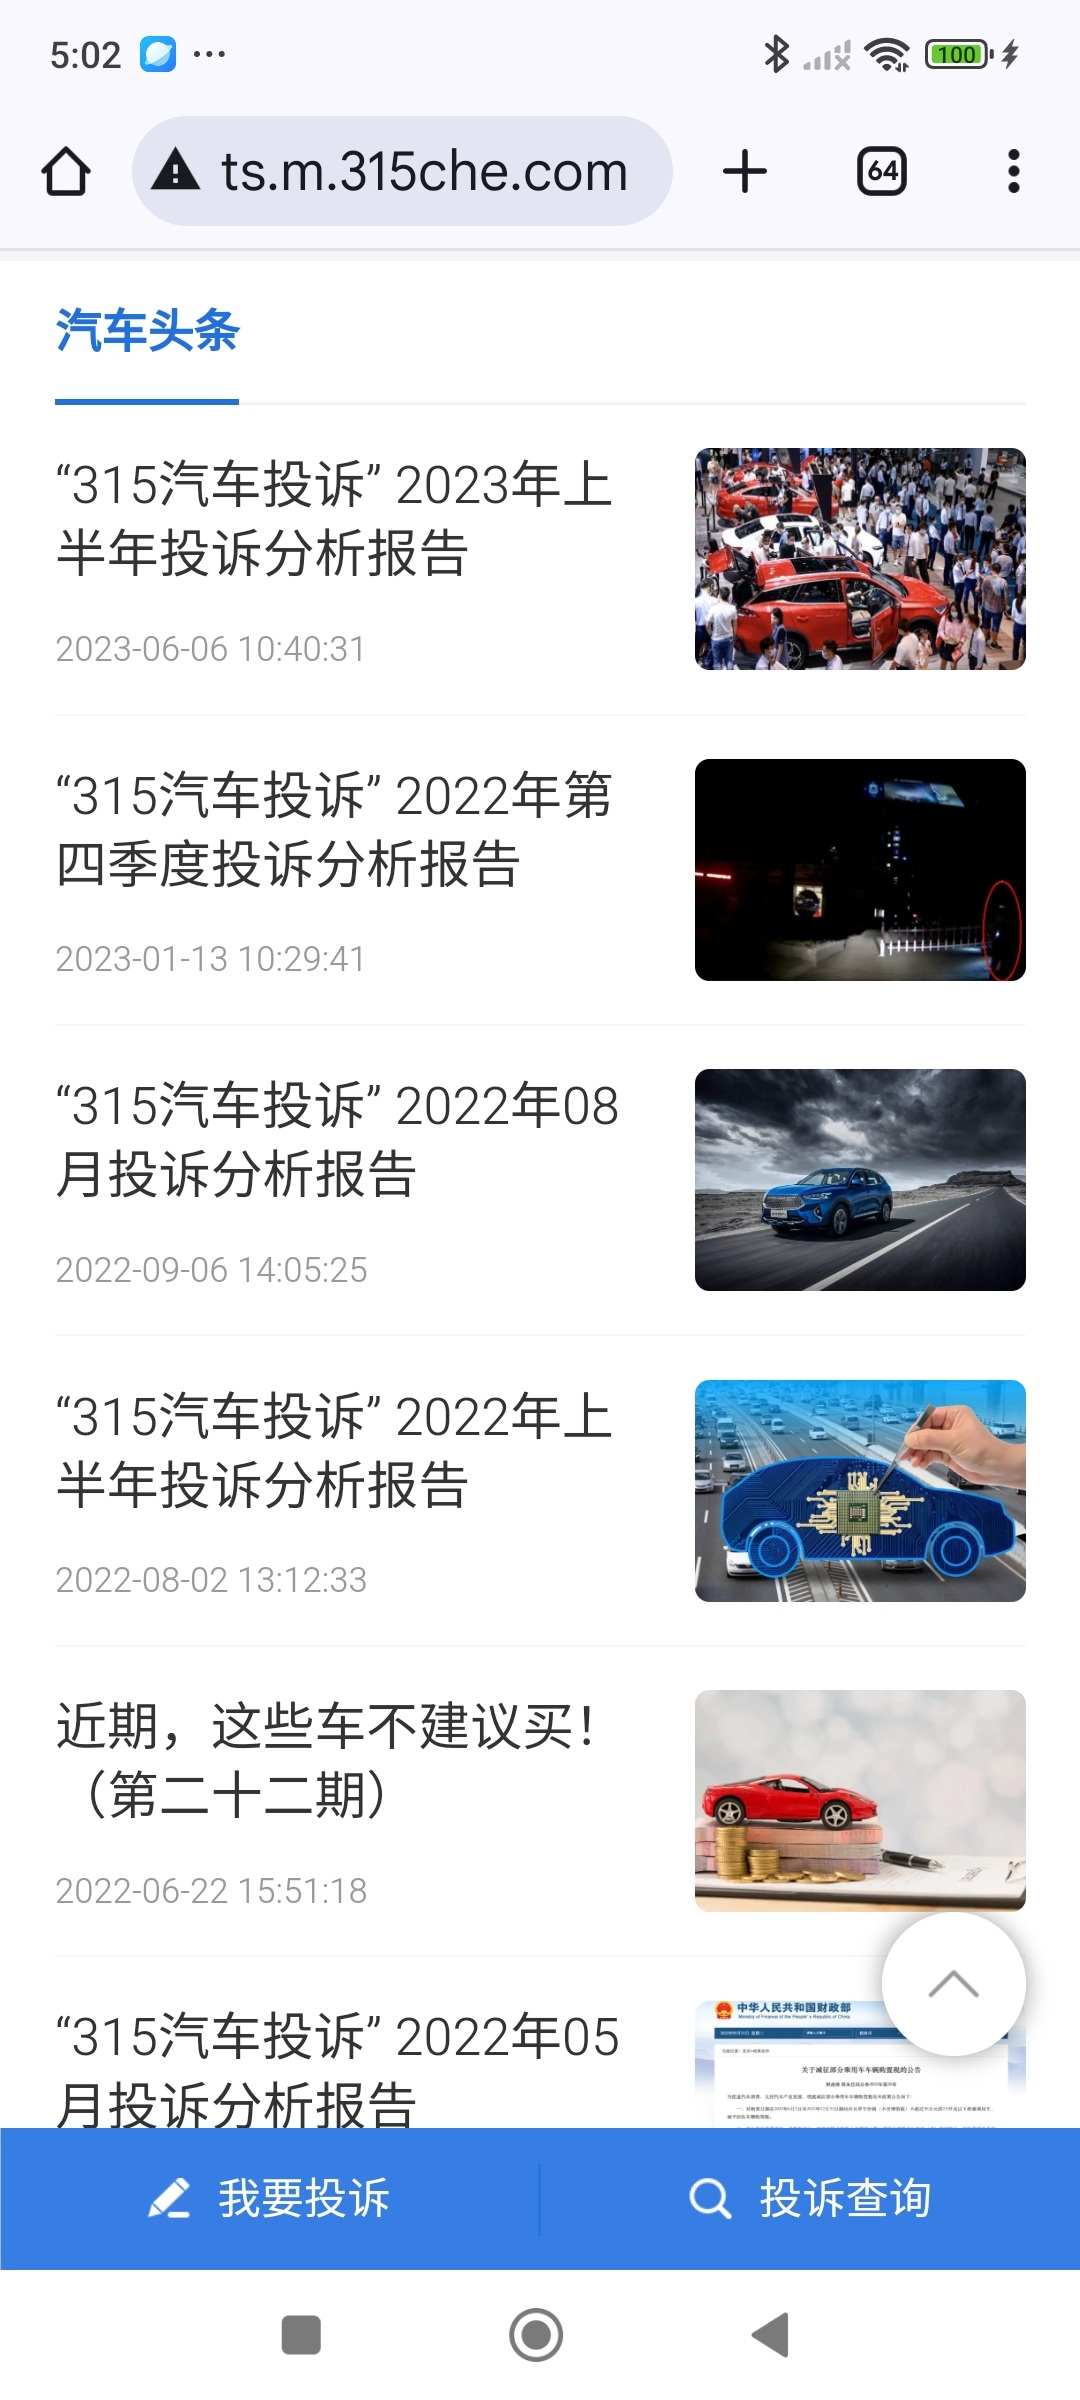 5:02
100
ts.m.315che.com
64
汽车头条
“315汽车投诉” 2023年上
半年投诉分析报告
2023-06-06 10:40:31
“315汽车投诉” 2022年第
四季度投诉分析报告
2023-01-13 10:29:41
“315汽车投诉” 2022年08
月投诉分析报告
2022-09-06 14:05:25
“315汽车投诉” 2022年上
半年投诉分析报告
2022-08-02 13:12:33
近期，这些车不建议买！
（第二十二期）
2022-06-22 15:51:18
“315汽车投诉” 2022年05
月投诉分析报告
中华人民共和国财政部
Ministry of Finance of the People's Republic of China
关于减征部分乘用车车辆购置税的公告
我要投诉
投诉查询